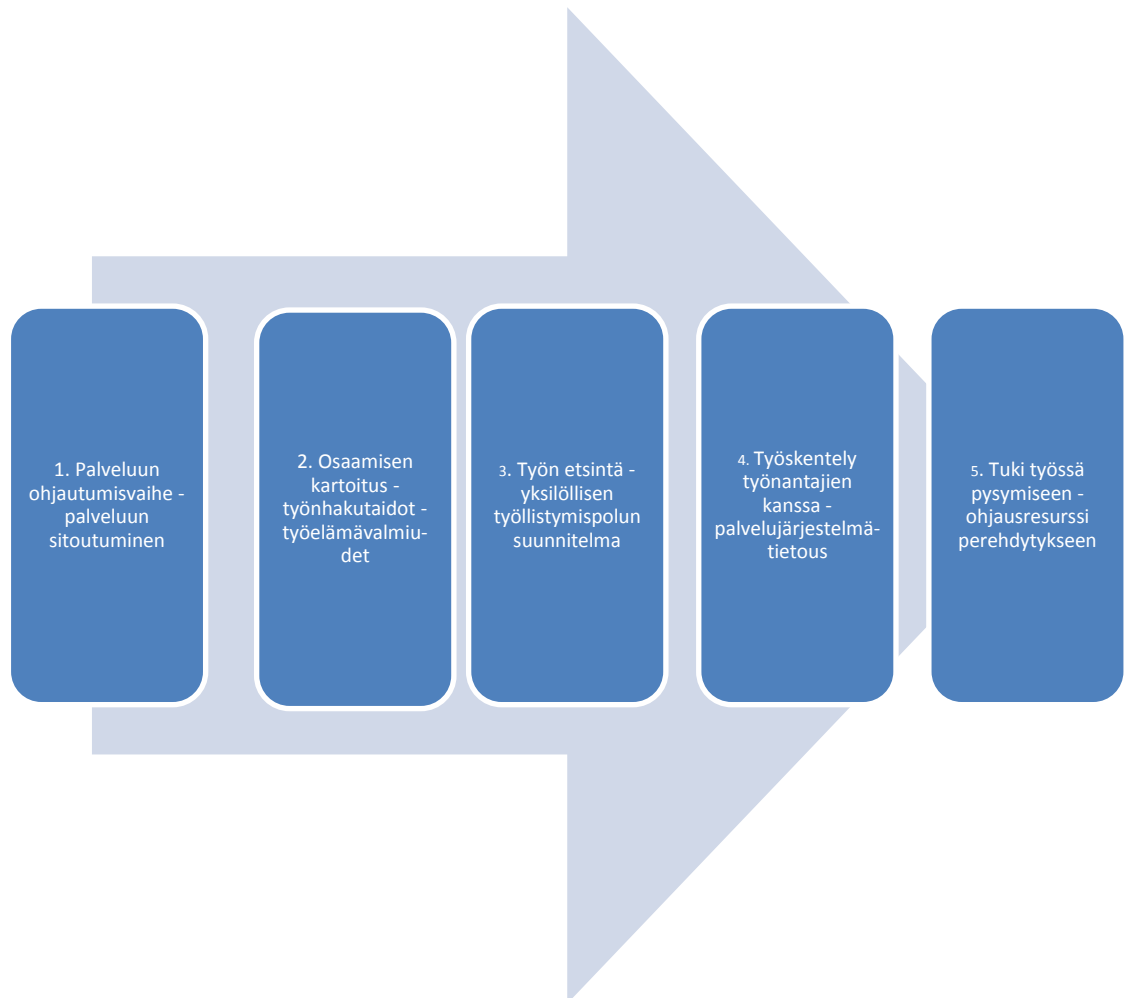 1. Palveluun
ohjautumisvaihe -
palveluun
sitoutuminen
2. Osaamisen
kartoitus -
työnhakutaidot -
työelämävalmiu-
det
3. Työn etsintä -
yksilöllisen
työllistymispolun
suunnitelma
4. Työskentely
työnantajien
kanssa -
palvelujärjestelmä-
tietous
5. Tuki työssä
pysymiseen -
ohjausresurssi
perehdytykseen